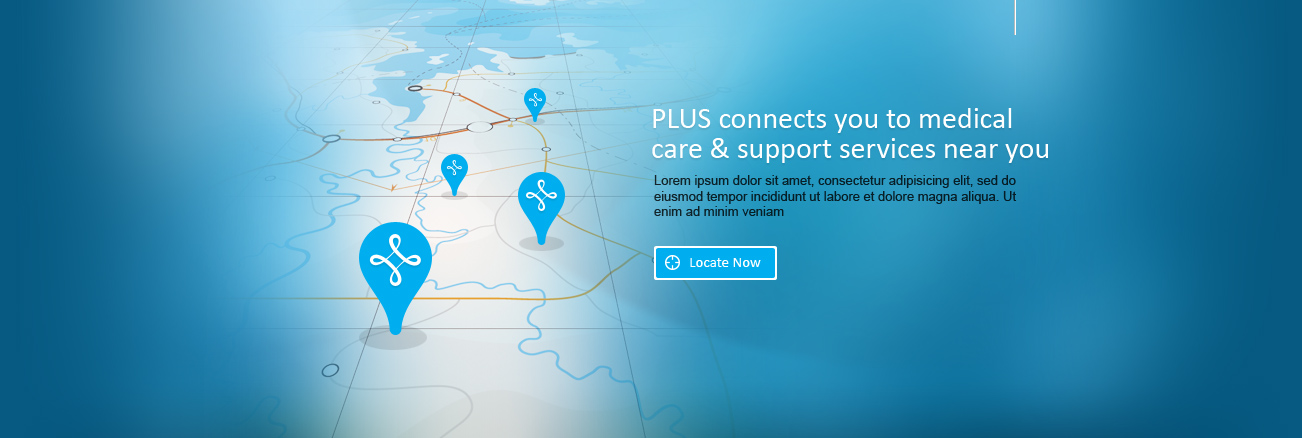 PLUS connects you to medical
care & support services near you
Lorem ipsum dolor sit amet, consectetur adipisicing elit, sed do
eiusmod tempor incididunt ut labore et dolore magna aliqua. Ut
enim ad minim veniam
Locate Now